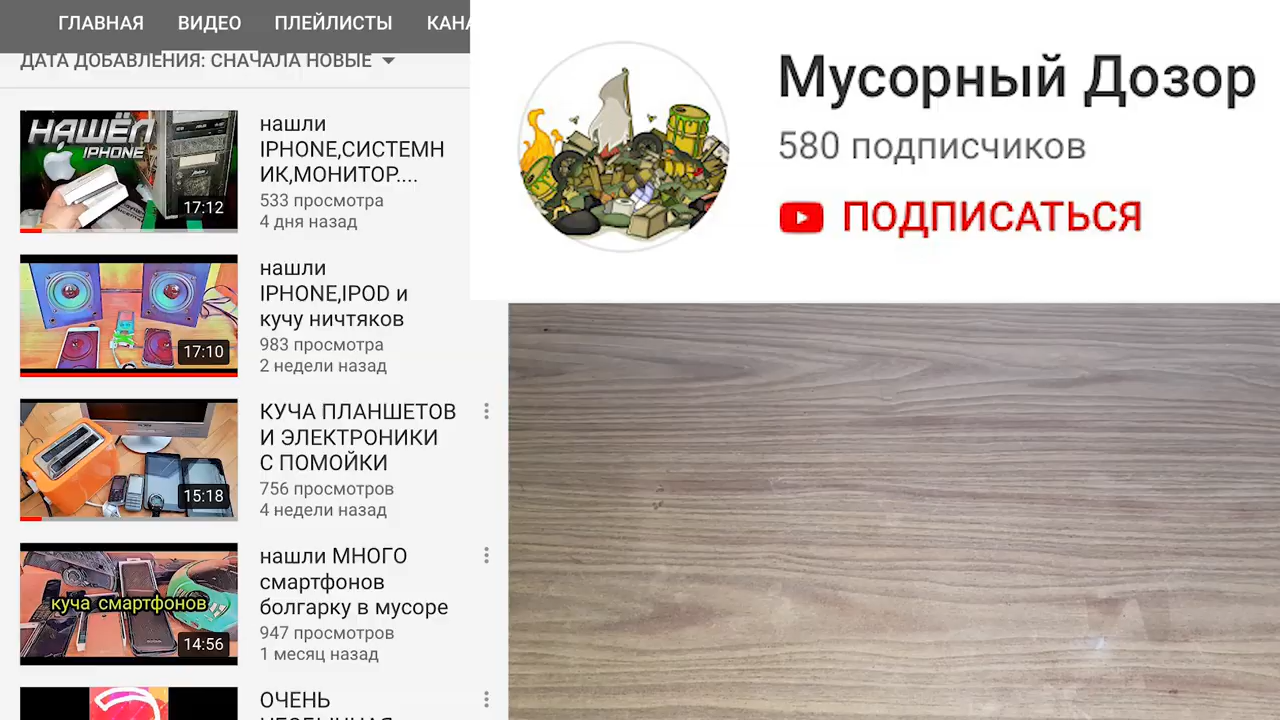 ГЛАВНАЯ ВИДЕО ПЛЕЙЛИСТЫ КАНА
ДАТА ДОБАВЛЕНИЯ: СНАЧАЛА НОВЫЕ
НАШЁЛ
IPHONE
17:12
нашли
IPHONE,СИСТЕМН
ИК,МОНИТОР....
533 просмотра
4 дня назад
17:10
нашли
IPHONE,IPOD и
кучу ничтяков
983 просмотра
2 недели назад
15:18
КУЧА ПЛАНШЕТОВ
И ЭЛЕКТРОНИКИ
С ПОМОЙКИ
756 просмотров
4 недели назад
куча смартфонов
14:56
нашли МНОГО
смартфонов
болгарку в мусоре
947 просмотров
1 месяц назад
ОЧЕНЬ
Мусорный Дозор
580 подписчиков
ПОДПИСАТЬСЯ